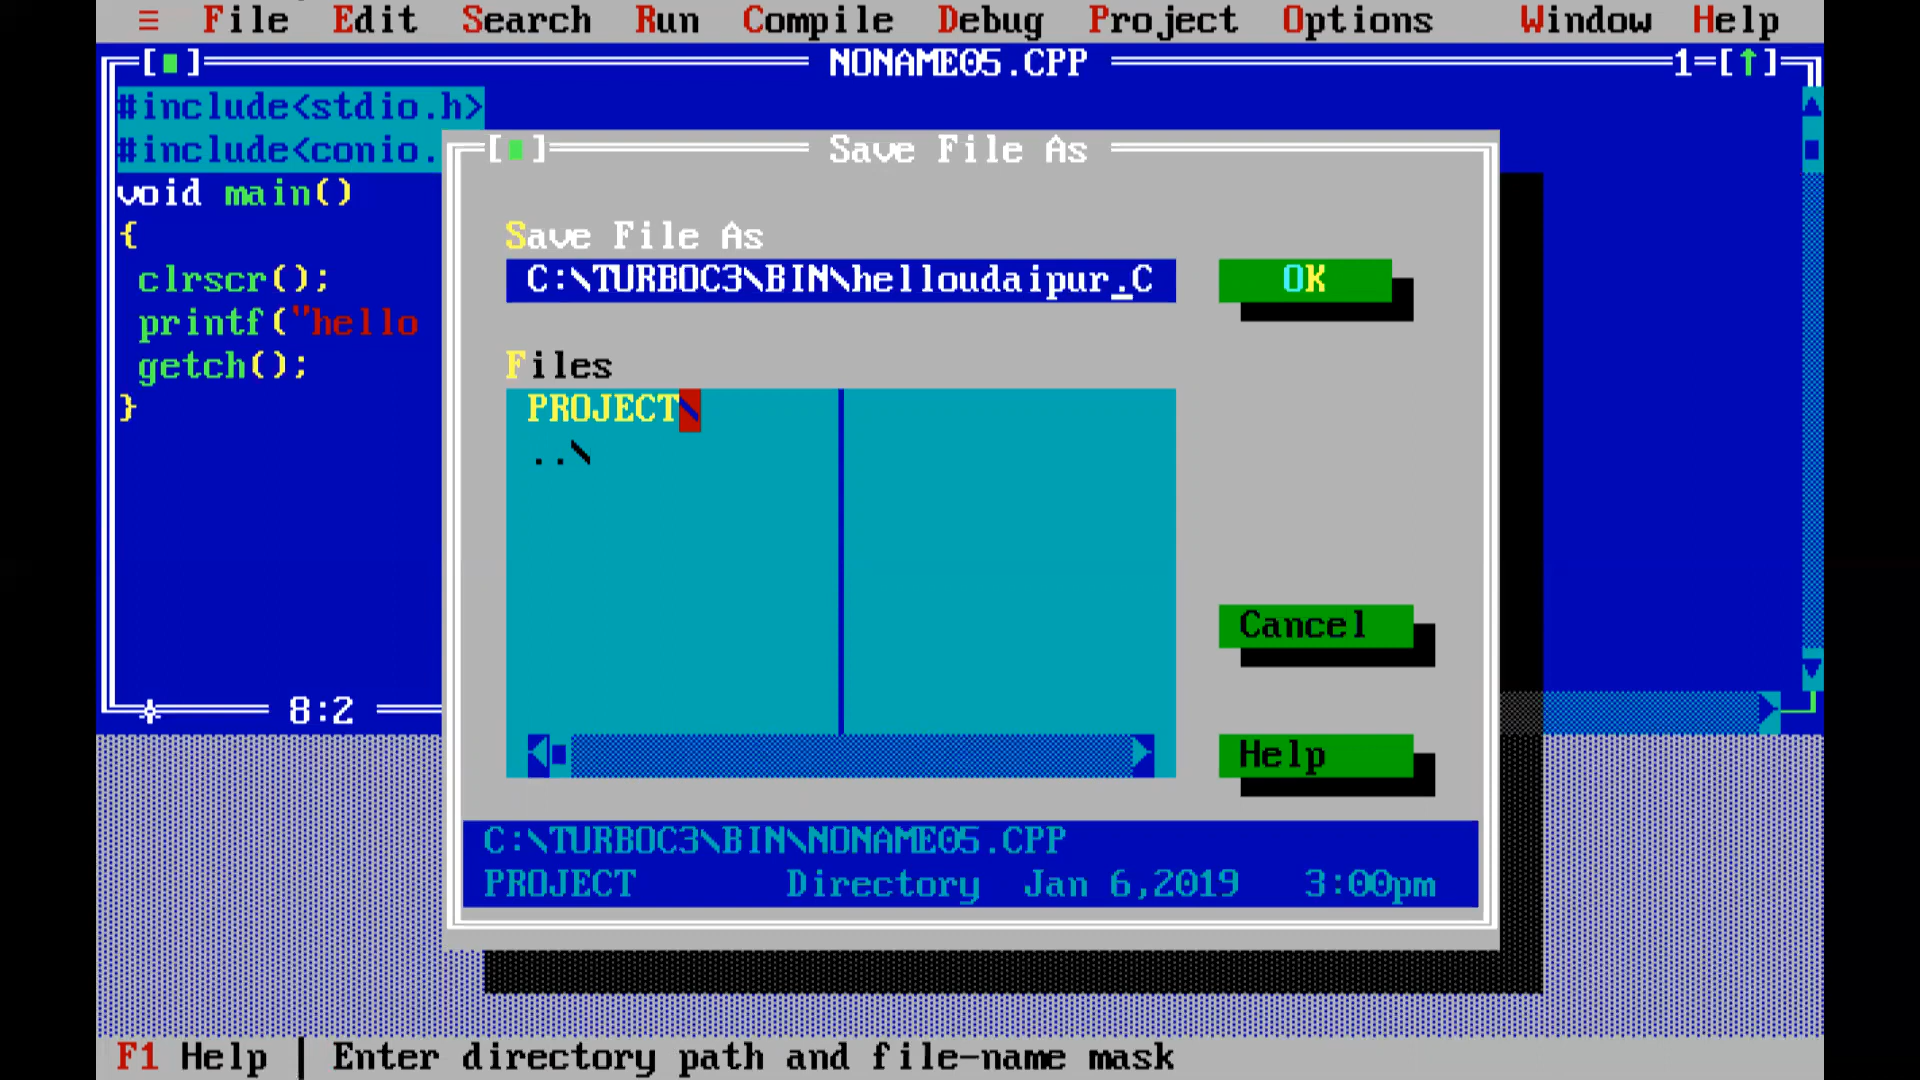 ≡ File Edit Search Run Compile Debug Project Options Window Help
[■] NONAME05.CPP 1=[↑]
#include<stdio.h>
#include<conio.
void main()
{
clrscr();
printf("hello
getch();
}
8:2
[■] Save File As
Save File As
C:\TURBOC3\BIN\helloudaipur.C
OK
Files
PROJECT\
..\
Cancel
Help
C:\TURBOC3\BIN\NONAME05.CPP
PROJECT Directory Jan 6,2019 3:00pm
F1 Help | Enter directory path and file-name mask